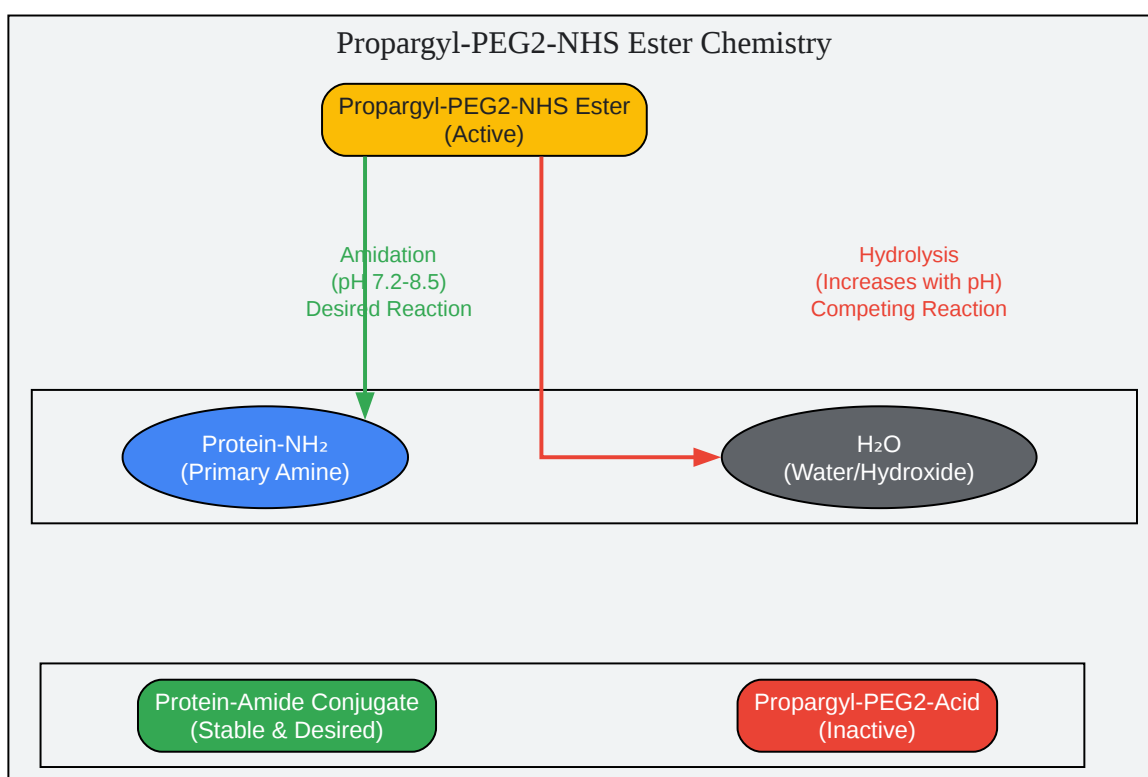 Propargyl-PEG2-NHS Ester Chemistry
Propargyl-PEG2-NHS Ester
(Active)
Amidation
(pH 7.2-8.5)
Desired Reaction
Hydrolysis
(Increases with pH)
Competing Reaction
Protein-NH₂
(Primary Amine)
H₂O
(Water/Hydroxide)
Protein-Amide Conjugate
(Stable & Desired)
Propargyl-PEG2-Acid
(Inactive)